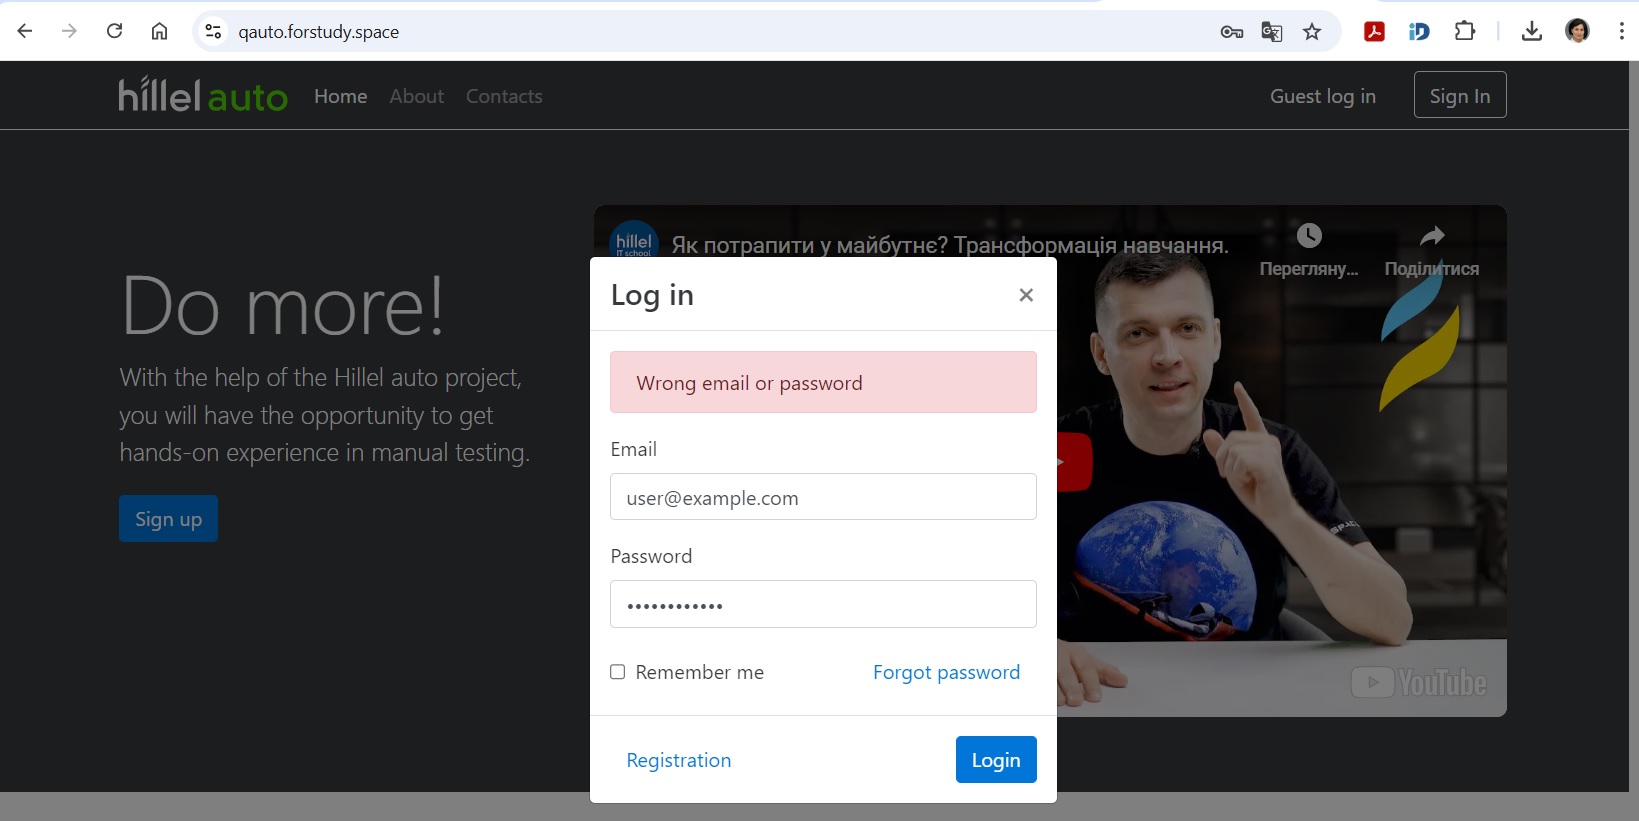 qauto.forstudy.space
hillel auto Home About Contacts Guest log in Sign In
hillel
IT school
Як потрапити у майбутнє? Трансформація навчання.
Перегляну... Поділитися
Do more!
With the help of the Hillel auto project,
you will have the opportunity to get
hands-on experience in manual testing.
Sign up
Log in
Wrong email or password
Email
user@example.com
Password
••••••••••••
Remember me Forgot password
Registration Login
YouTube